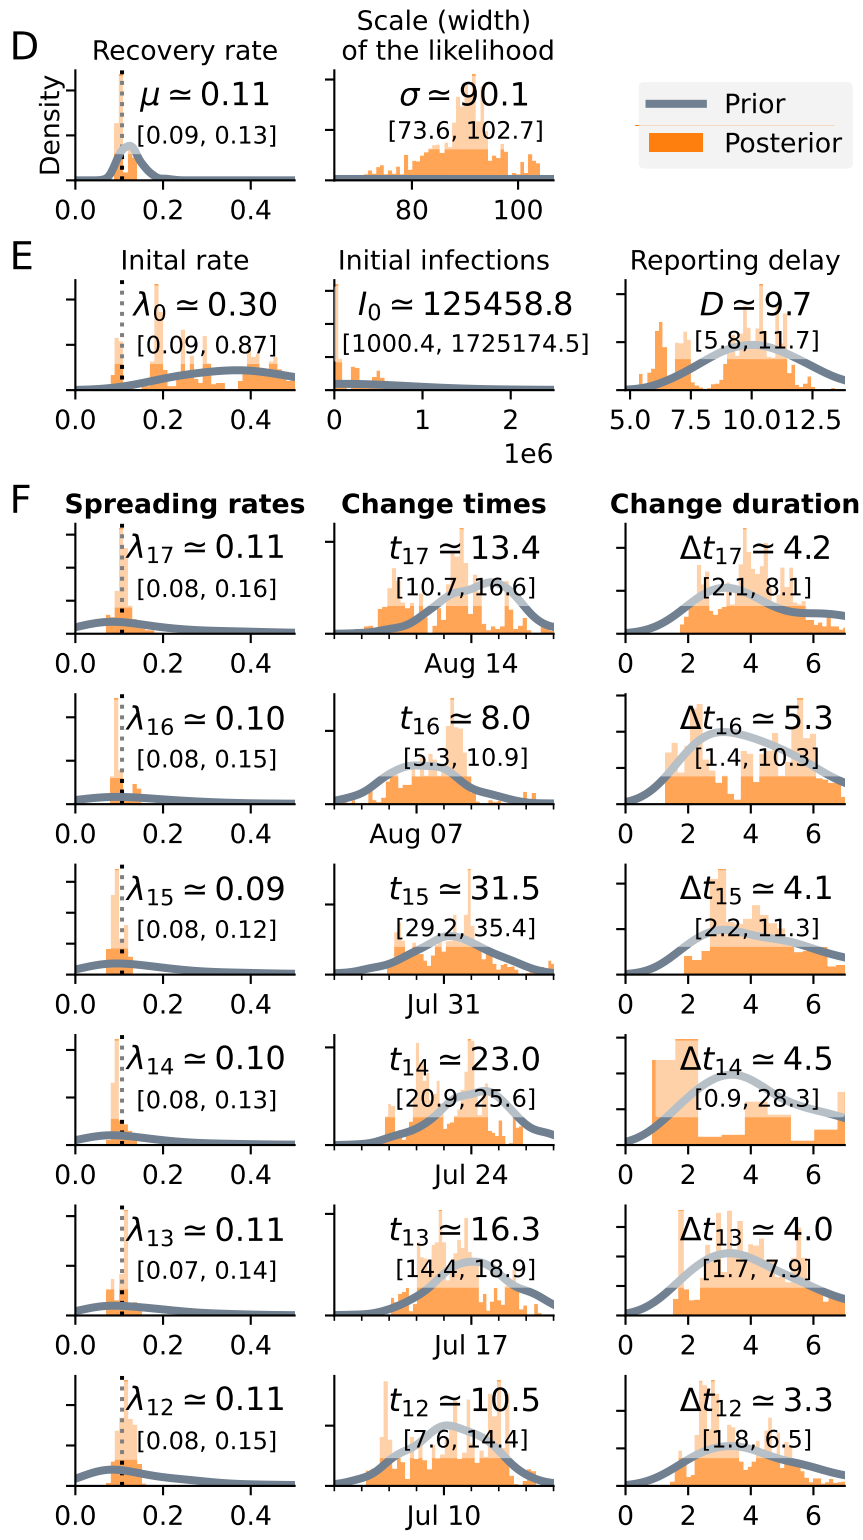 D
Recovery rate
Density
μ ≃ 0.11
[0.09, 0.13]
0.0 0.2 0.4
Scale (width)
of the likelihood
σ ≃ 90.1
[73.6, 102.7]
80 100
Prior
Posterior
E
Inital rate
λ0 ≃ 0.30
[0.09, 0.87]
0.0 0.2 0.4
Initial infections
I0 ≃ 125458.8
[1000.4, 1725174.5]
0 1 2
1e6
Reporting delay
D ≃ 9.7
[5.8, 11.7]
5.0 7.5 10.0 12.5
F
Spreading rates Change times Change duration
λ17 ≃ 0.11
[0.08, 0.16]
0.0 0.2 0.4
t17 ≃ 13.4
[10.7, 16.6]
Aug 14
Δt17 ≃ 4.2
[2.1, 8.1]
0 2 4 6
λ16 ≃ 0.10
[0.08, 0.15]
0.0 0.2 0.4
t16 ≃ 8.0
[5.3, 10.9]
Aug 07
Δt16 ≃ 5.3
[1.4, 10.3]
0 2 4 6
λ15 ≃ 0.09
[0.08, 0.12]
0.0 0.2 0.4
t15 ≃ 31.5
[29.2, 35.4]
Jul 31
Δt15 ≃ 4.1
[2.2, 11.3]
0 2 4 6
λ14 ≃ 0.10
[0.08, 0.13]
0.0 0.2 0.4
t14 ≃ 23.0
[20.9, 25.6]
Jul 24
Δt14 ≃ 4.5
[0.9, 28.3]
0 2 4 6
λ13 ≃ 0.11
[0.07, 0.14]
0.0 0.2 0.4
t13 ≃ 16.3
[14.4, 18.9]
Jul 17
Δt13 ≃ 4.0
[1.7, 7.9]
0 2 4 6
λ12 ≃ 0.11
[0.08, 0.15]
0.0 0.2 0.4
t12 ≃ 10.5
[7.6, 14.4]
Jul 10
Δt12 ≃ 3.3
[1.8, 6.5]
0 2 4 6